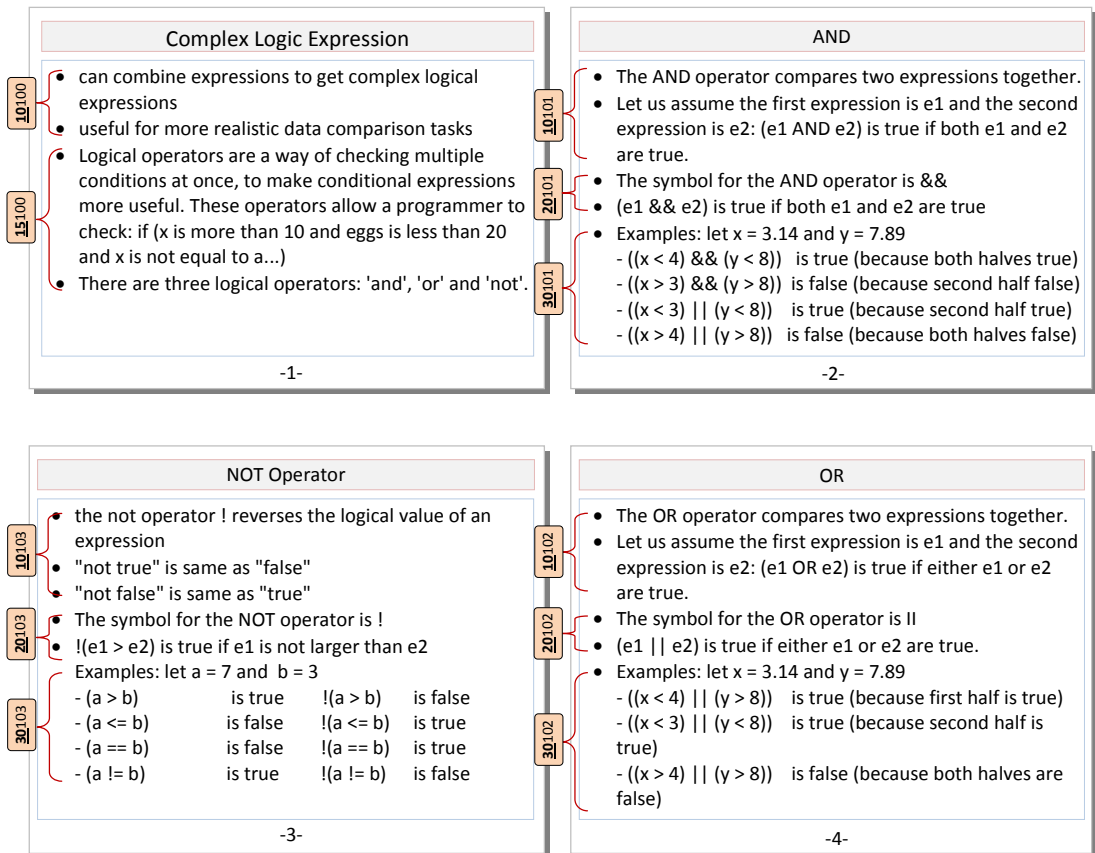 Complex Logic Expression
10100
• can combine expressions to get complex logical
expressions
• useful for more realistic data comparison tasks
15100
• Logical operators are a way of checking multiple
conditions at once, to make conditional expressions
more useful. These operators allow a programmer to
check: if (x is more than 10 and eggs is less than 20
and x is not equal to a...)
• There are three logical operators: 'and', 'or' and 'not'.
-1-
AND
10101
• The AND operator compares two expressions together.
• Let us assume the first expression is e1 and the second
expression is e2: (e1 AND e2) is true if both e1 and e2
are true.
20101
• The symbol for the AND operator is &&
• (e1 && e2) is true if both e1 and e2 are true
30101
• Examples: let x = 3.14 and y = 7.89
- ((x < 4) && (y < 8)) is true (because both halves true)
- ((x > 3) && (y > 8)) is false (because second half false)
- ((x < 3) || (y < 8)) is true (because second half true)
- ((x > 4) || (y > 8)) is false (because both halves false)
-2-
NOT Operator
10103
• the not operator ! reverses the logical value of an
expression
• "not true" is same as "false"
• "not false" is same as "true"
20103
• The symbol for the NOT operator is !
• !(e1 > e2) is true if e1 is not larger than e2
30103
Examples: let a = 7 and b = 3
- (a > b) is true !(a > b) is false
- (a <= b) is false !(a <= b) is true
- (a == b) is false !(a == b) is true
- (a != b) is true !(a != b) is false
-3-
OR
10102
• The OR operator compares two expressions together.
• Let us assume the first expression is e1 and the second
expression is e2: (e1 OR e2) is true if either e1 or e2
are true.
20102
• The symbol for the OR operator is II
• (e1 || e2) is true if either e1 or e2 are true.
30102
• Examples: let x = 3.14 and y = 7.89
- ((x < 4) || (y > 8)) is true (because first half is true)
- ((x < 3) || (y < 8)) is true (because second half is
true)
- ((x > 4) || (y > 8)) is false (because both halves are
false)
-4-